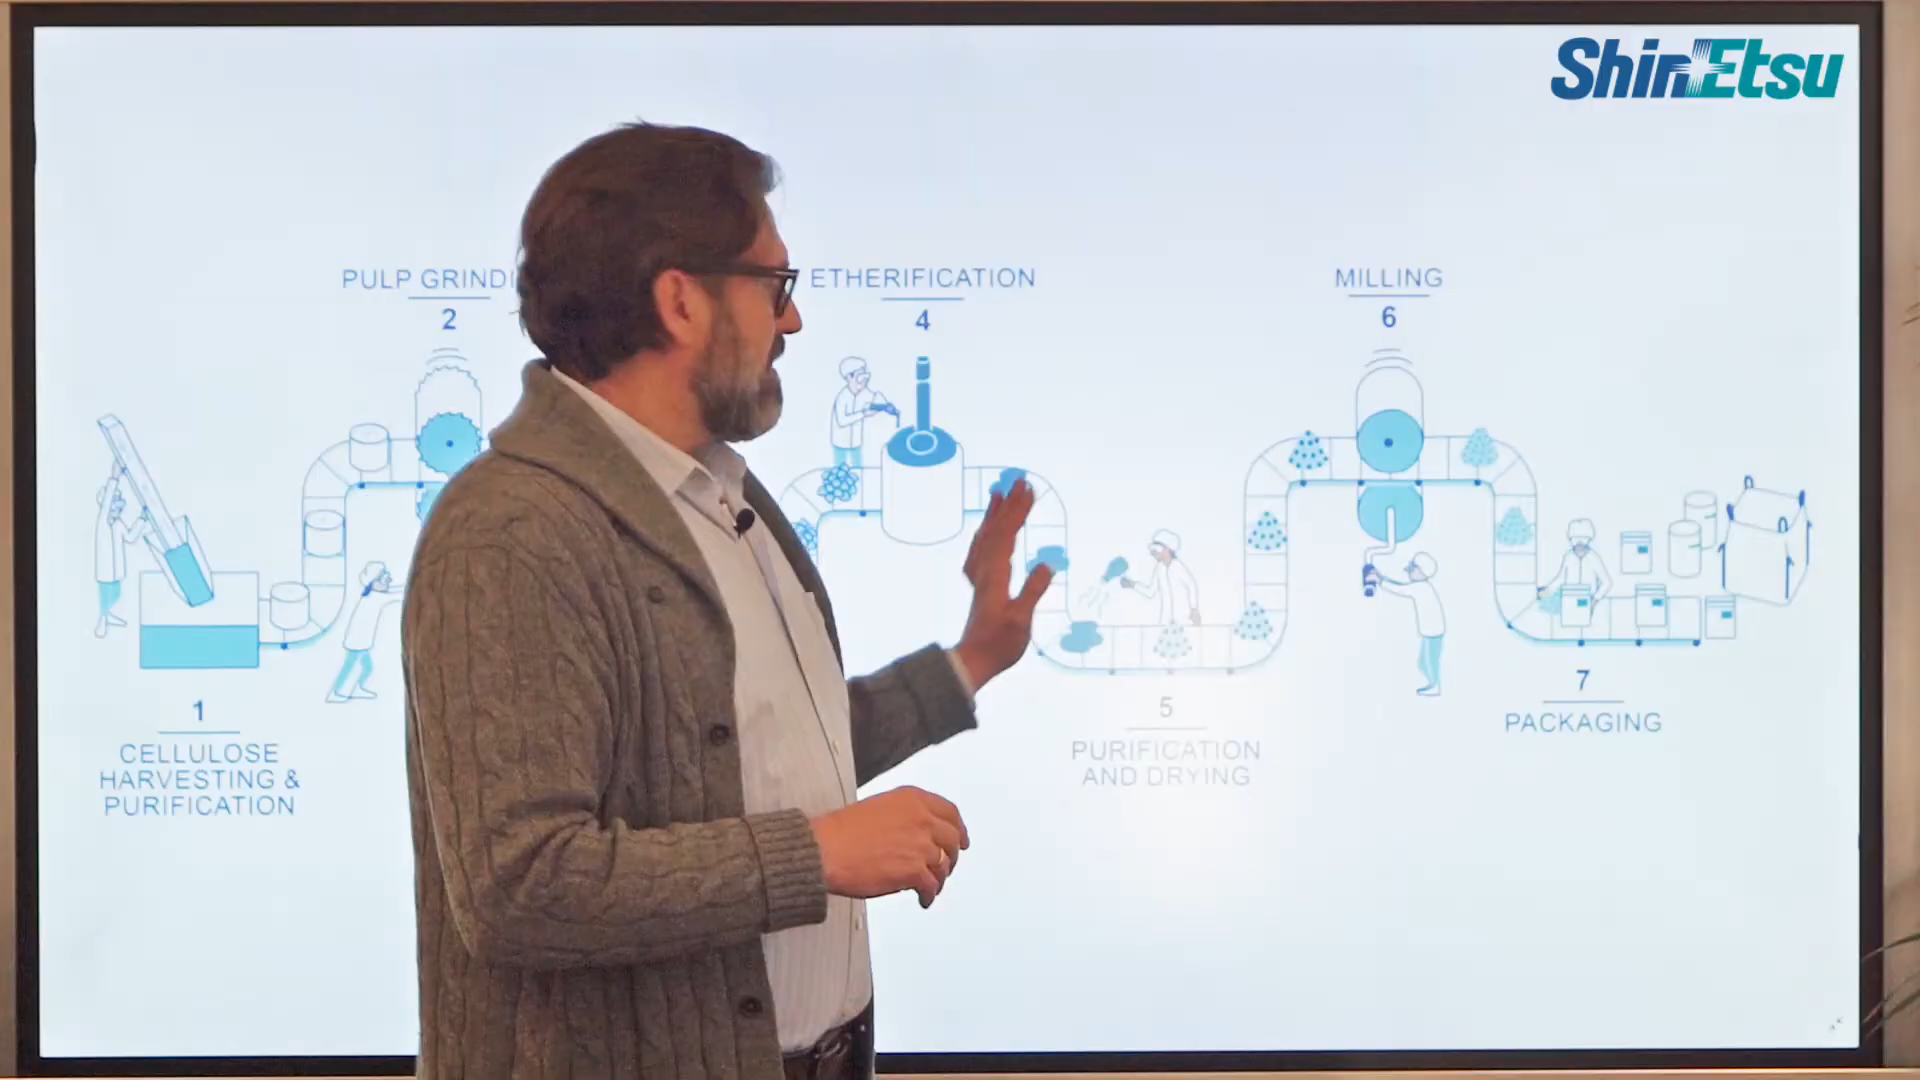 ShinEtsu
PULP GRINDI
2
ETHERIFICATION
4
MILLING
6
1
CELLULOSE
HARVESTING &
PURIFICATION
5
PURIFICATION
AND DRYING
7
PACKAGING